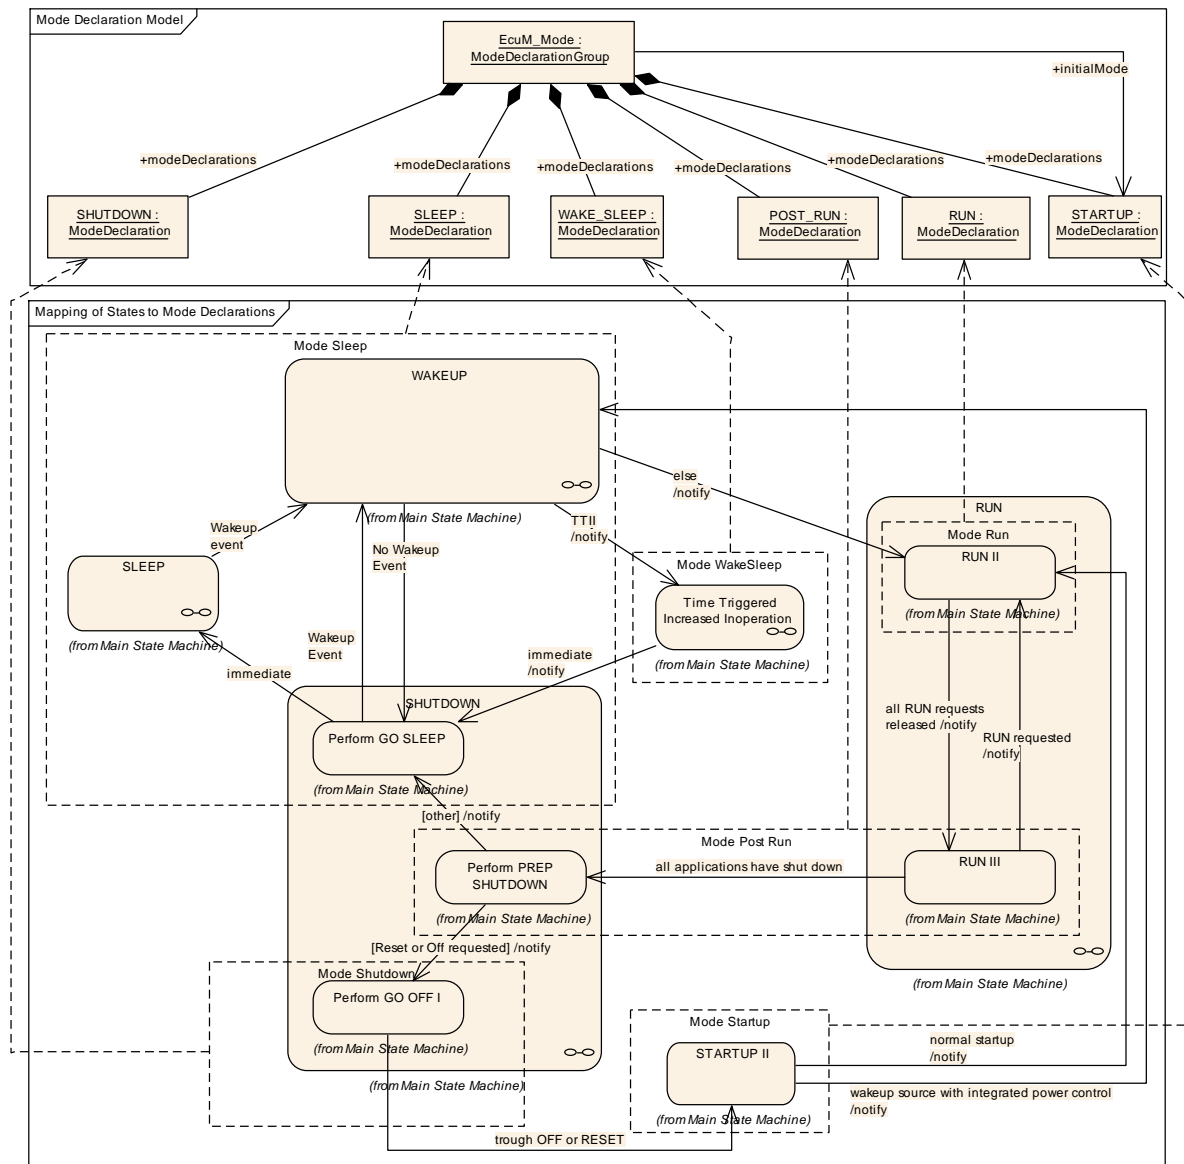 Mode Declaration Model
EcuM_Mode :
ModeDeclarationGroup
+initialMode
+modeDeclarations
+modeDeclarations
+modeDeclarations
+modeDeclarations
+modeDeclarations
+modeDeclarations
SHUTDOWN :
ModeDeclaration
SLEEP :
ModeDeclaration
WAKE_SLEEP :
ModeDeclaration
POST_RUN :
ModeDeclaration
RUN :
ModeDeclaration
STARTUP :
ModeDeclaration
Mapping of States to Mode Declarations
Mode Sleep
WAKEUP
(from Main State Machine)
else
/notify
TTII
/notify
Wakeup
event
No Wakeup
Event
SLEEP
(from Main State Machine)
Wakeup
Event
immediate
Mode WakeSleep
Time Triggered
Increased Inoperation
(from Main State Machine)
immediate
/notify
RUN
Mode Run
RUN II
(from Main State Machine)
all RUN requests
released /notify
RUN requested
/notify
SHUTDOWN
Perform GO SLEEP
(from Main State Machine)
[other] /notify
Mode Post Run
Perform PREP
SHUTDOWN
(from Main State Machine)
all applications have shut down
RUN III
(from Main State Machine)
(from Main State Machine)
[Reset or Off requested] /notify
Mode Shutdown
Perform GO OFF I
(from Main State Machine)
(from Main State Machine)
Mode Startup
STARTUP II
(from Main State Machine)
normal startup
/notify
wakeup source with integrated power control
/notify
trough OFF or RESET